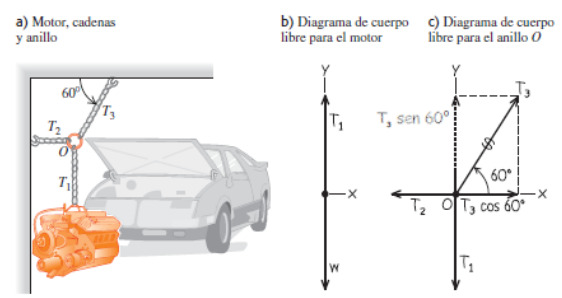 a) Motor, cadenas
y anillo
60°
T3
T2
O
T1
b) Diagrama de cuerpo
libre para el motor
y
T1
x
W
c) Diagrama de cuerpo
libre para el anillo O
y
T3
T3 sen 60°
60°
x
T2
O
T3 cos 60°
T1